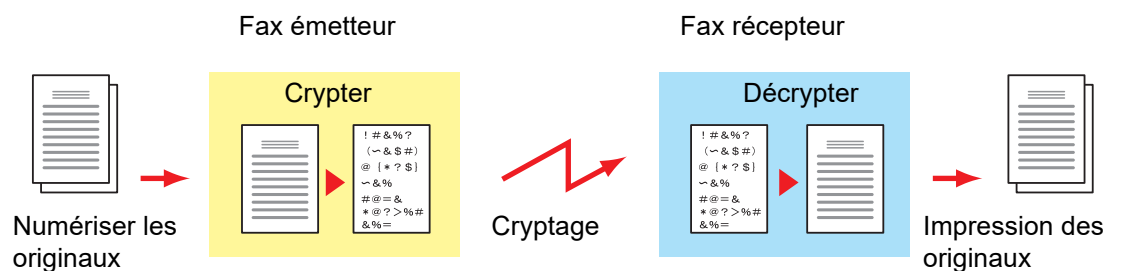 Fax émetteur
Fax récepteur
Crypter
Décrypter
!#&%?
(∽&$#)
@{*?$}
∽&%
#@=&
*@?>%#
&%=
!#&%?
(∽&$#)
@{*?$}
∽&%
#@=&
*@?>%#
&%=
Numériser les
originaux
Cryptage
Impression des
originaux